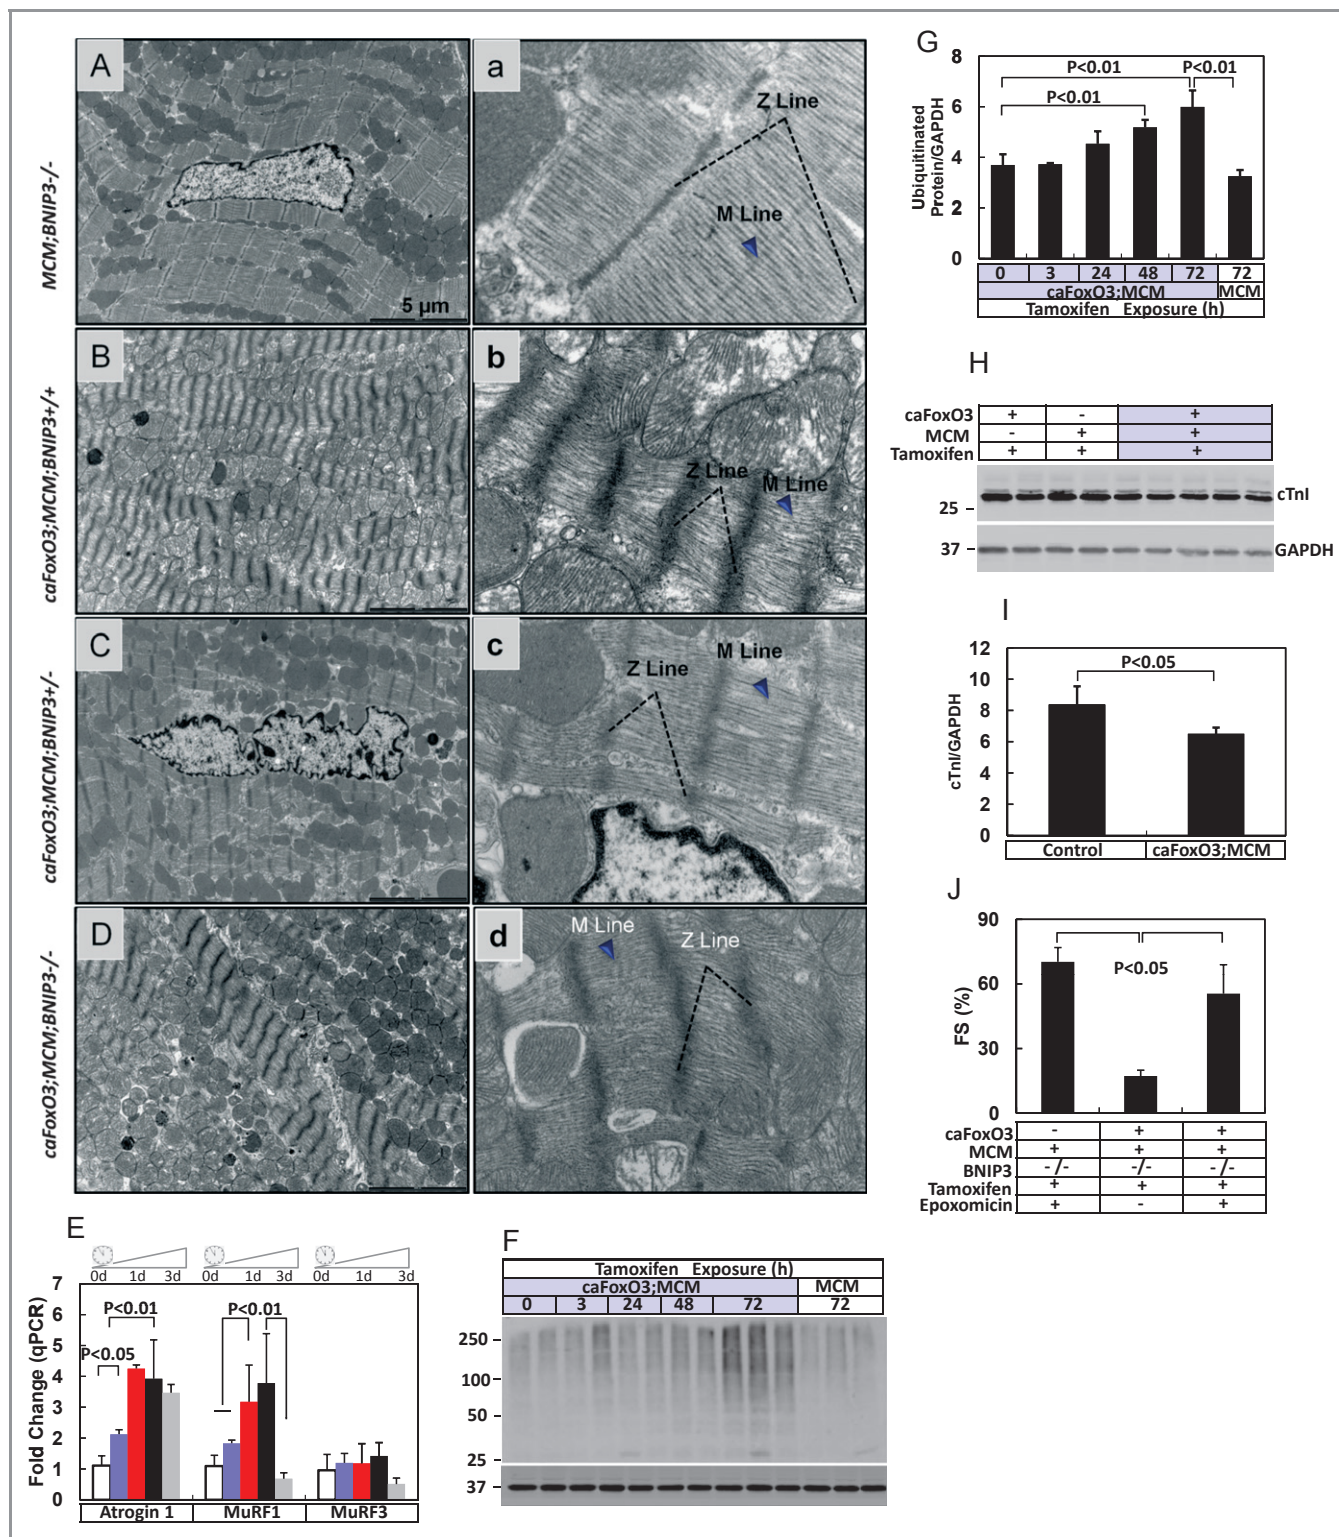 A
MCM;BNIP3-/-
5 µm
a
Z Line
M Line
B
caFoxO3;MCM;BNIP3+/+
b
Z Line
M Line
C
caFoxO3;MCM;BNIP3+/-
c
Z Line
M Line
D
caFoxO3;MCM;BNIP3-/-
d
M Line
Z Line
E
0d 1d 3d 0d 1d 3d 0d 3d
Fold Change (qPCR)
7
6
5
4
3
2
1
0
P<0.01
P<0.05
P<0.01
Atrogin 1 MuRF1 MuRF3
F
Tamoxifen Exposure (h)
caFoxO3;MCM MCM
0 3 24 48 72 72
250
100
50
25
37
G
Ubiquitinated
Protein/GAPDH
8
6
4
2
0
P<0.01 P<0.01
P<0.01
0 3 24 48 72 72
caFoxO3;MCM MCM
Tamoxifen Exposure (h)
H
caFoxO3 + - +
MCM - + +
Tamoxifen + + +
cTnI
25
37
GAPDH
I
cTnI/GAPDH
12
10
8
6
4
2
0
P<0.05
Control caFoxO3;MCM
J
FS (%)
90
60
30
0
P<0.05
caFoxO3 - + +
MCM + + +
BNIP3 -/- -/- -/-
Tamoxifen + + +
Epoxomicin + - +